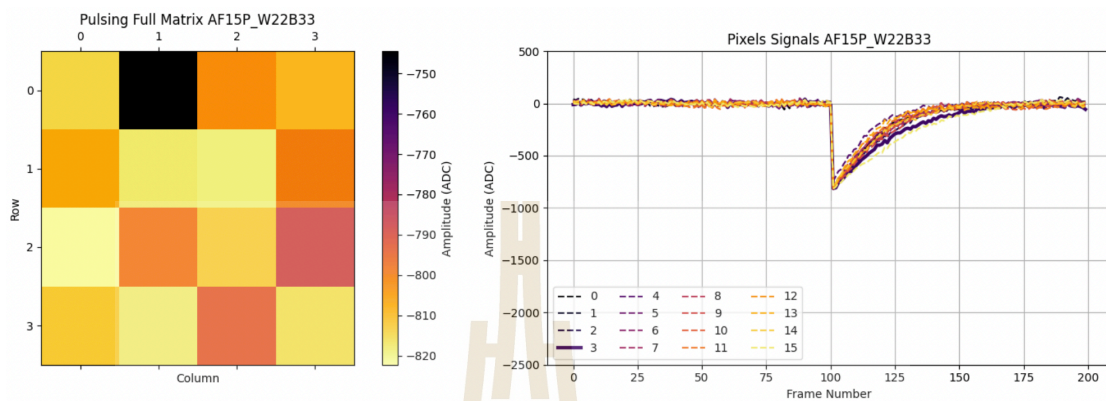 Pulsing Full Matrix AF15P_W22B33
0 1 2 3
0
1
2
3
Row
Column
−750
−760
−770
−780
−790
−800
−810
−820
Amplitude (ADC)
Pixels Signals AF15P_W22B33
500
0
−500
−1000
−1500
−2000
−2500
Amplitude (ADC)
0 4 8 12
1 5 9 13
2 6 10 14
3 7 11 15
0 25 50 75 100 125 150 175 200
Frame Number